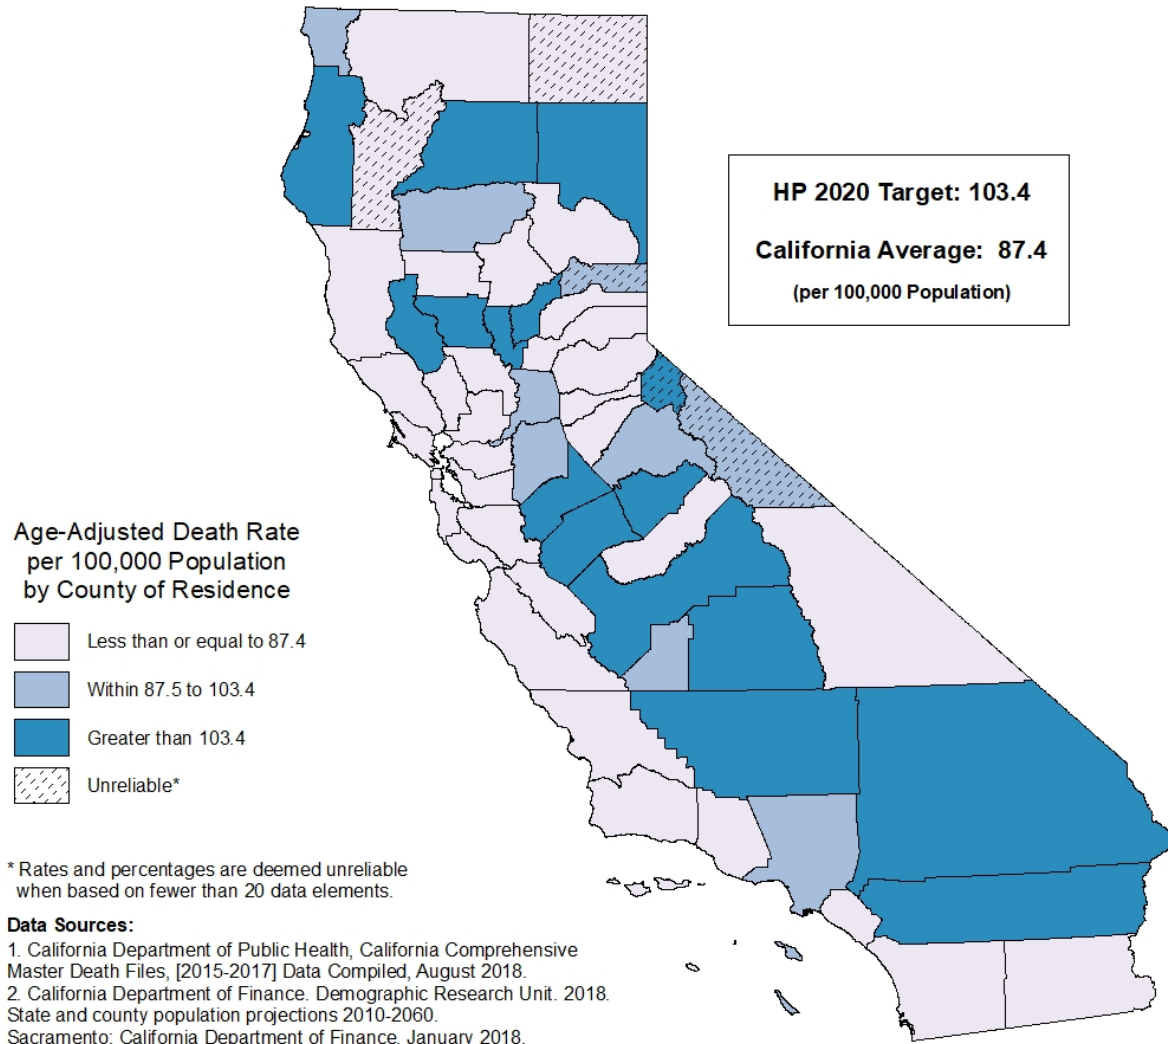 HP 2020 Target: 103.4
California Average: 87.4
(per 100,000 Population)
Age-Adjusted Death Rate
per 100,000 Population
by County of Residence
Less than or equal to 87.4
Within 87.5 to 103.4
Greater than 103.4
Unreliable*
* Rates and percentages are deemed unreliable
when based on fewer than 20 data elements.
Data Sources:
1. California Department of Public Health, California Comprehensive
Master Death Files, [2015-2017] Data Compiled, August 2018.
2. California Department of Finance. Demographic Research Unit. 2018.
State and county population projections 2010-2060.
Sacramento: California Department of Finance. January 2018.